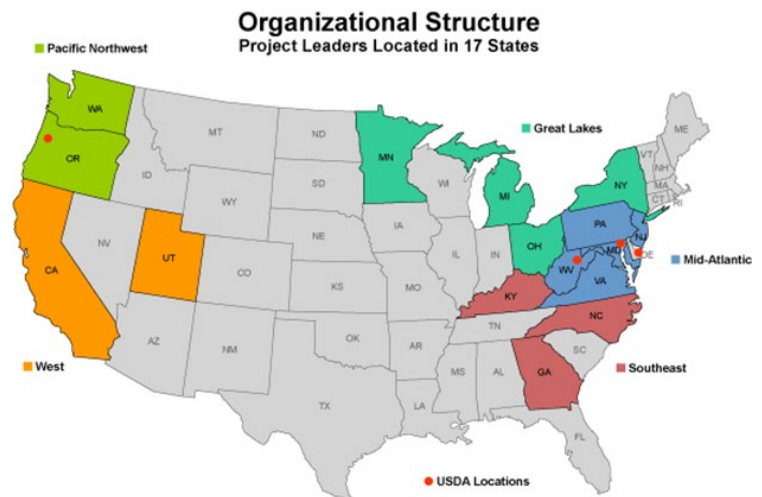 Organizational Structure
Project Leaders Located in 17 States
Pacific Northwest
Great Lakes
WA
MT
ND
MN
ME
OR
ID
SD
WI
VT
NH
WY
MI
NY
MA
CT
RI
IA
NE
PA
NJ
NV
UT
CO
IL
IN
OH
MD
DE
Mid-Atlantic
CA
KS
MO
WV
VA
KY
NC
TN
AZ
NM
OK
AR
SC
West
MS
AL
GA
Southeast
TX
LA
FL
USDA Locations